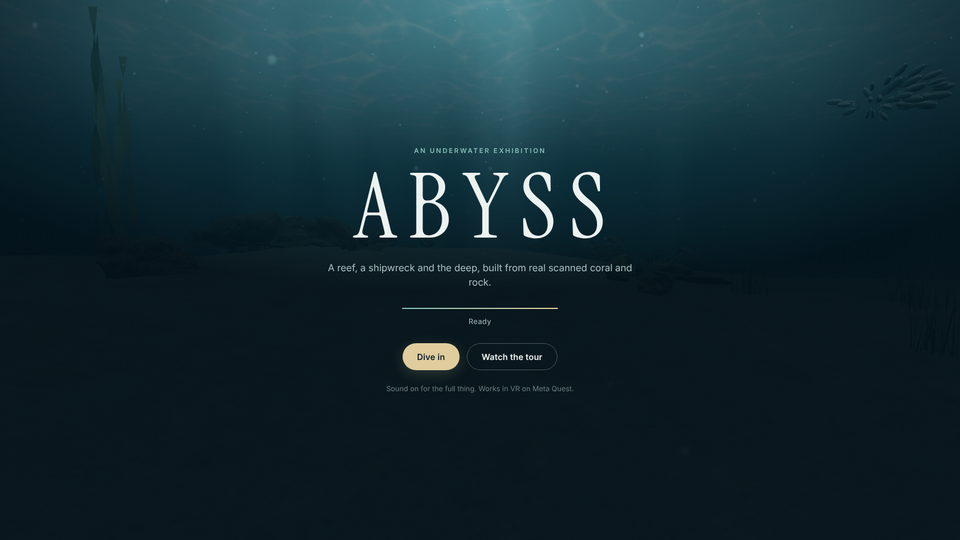 AN UNDERWATER EXHIBITION
ABYSS
A reef, a shipwreck and the deep, built from real scanned coral and
rock.
Ready
Dive in
Watch the tour
Sound on for the full thing. Works in VR on Meta Quest.